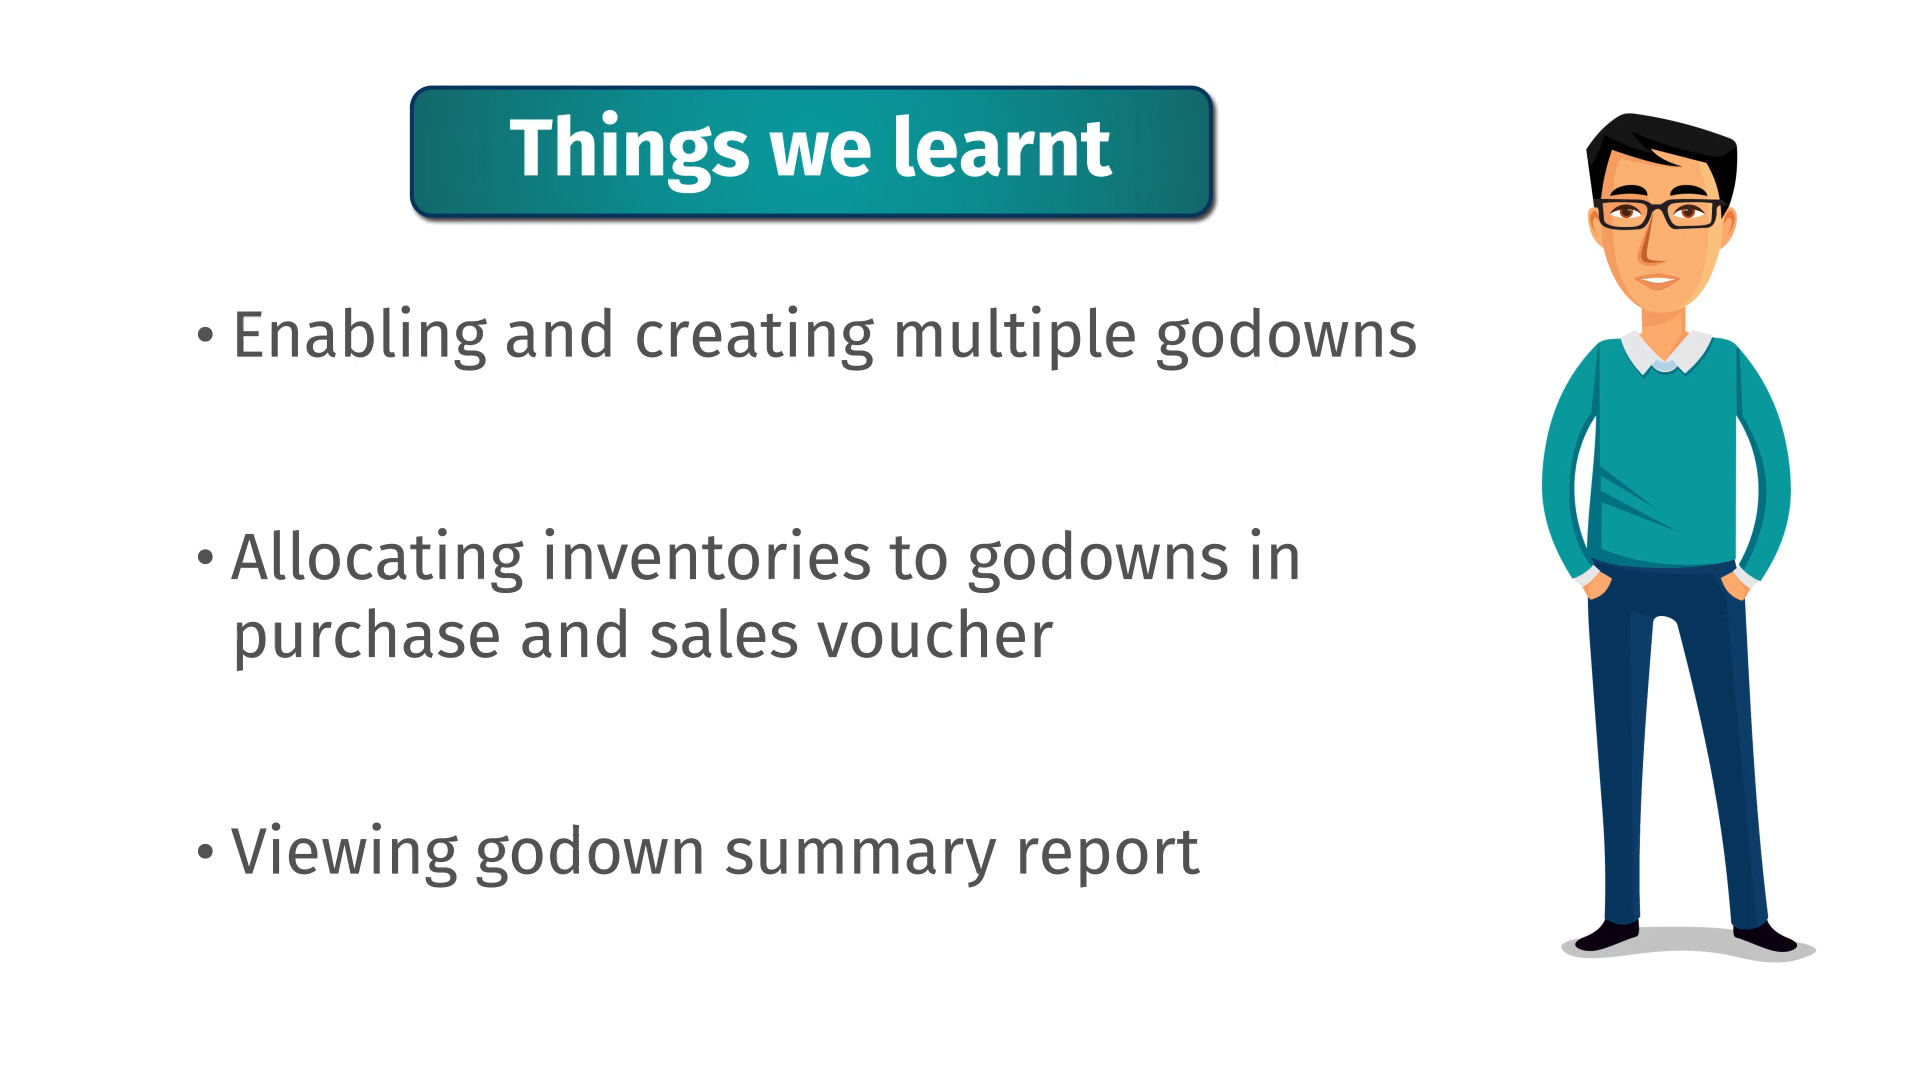 Things we learnt
• Enabling and creating multiple godowns
• Allocating inventories to godowns in
purchase and sales voucher
• Viewing godown summary report